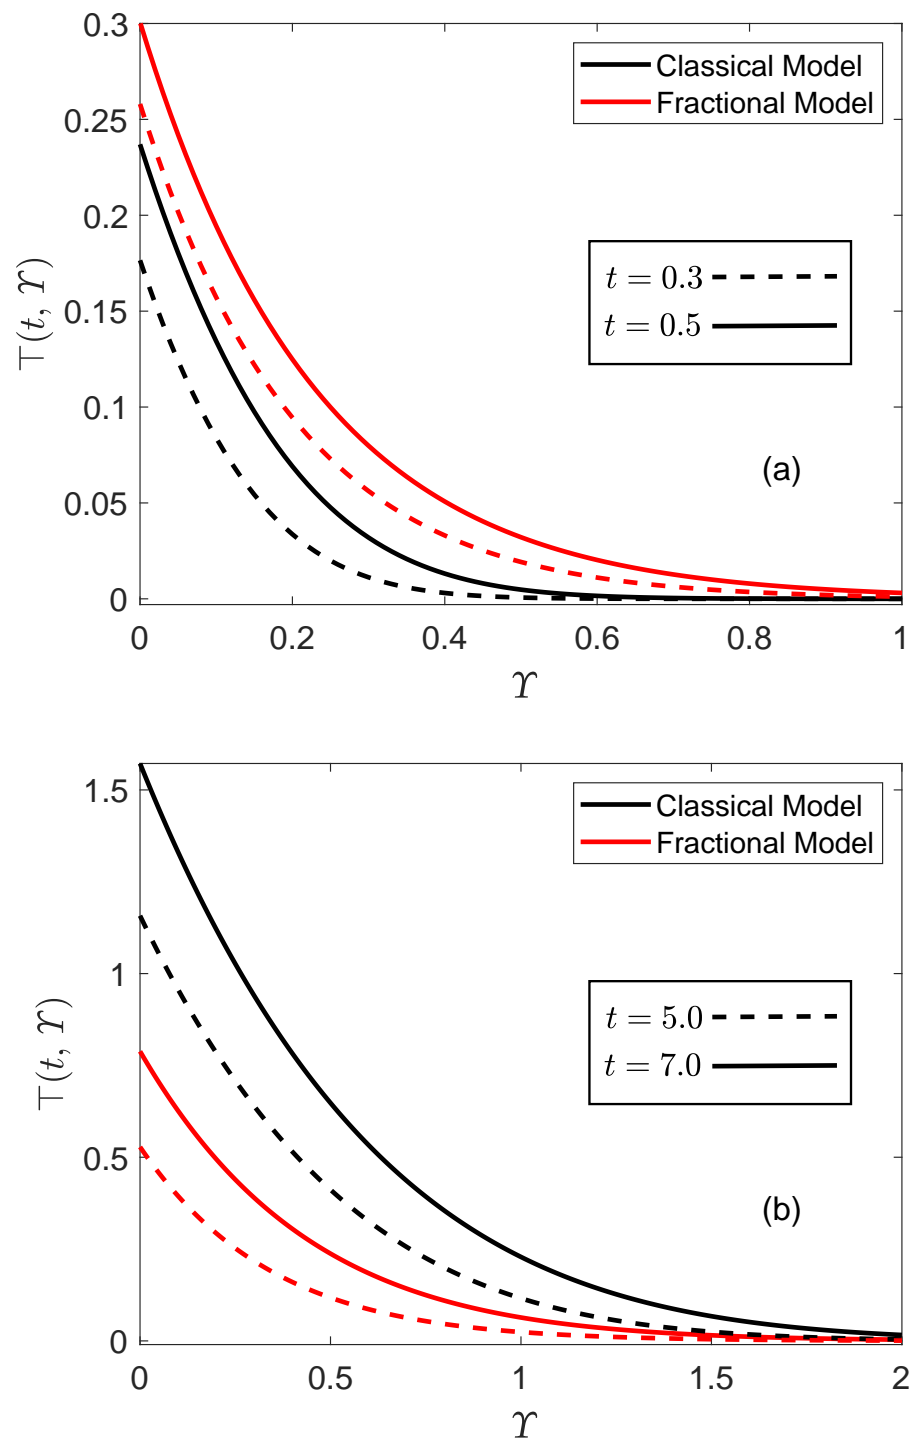 0.3
0.25
0.2
0.15
0.1
0.05
0
⊤(t, ϒ)
Classical Model
Fractional Model
t = 0.3
t = 0.5
(a)
0 0.2 0.4 0.6 0.8 1
ϒ
1.5
1
0.5
0
⊤(t, ϒ)
Classical Model
Fractional Model
t = 5.0
t = 7.0
(b)
0 0.5 1 1.5 2
ϒ